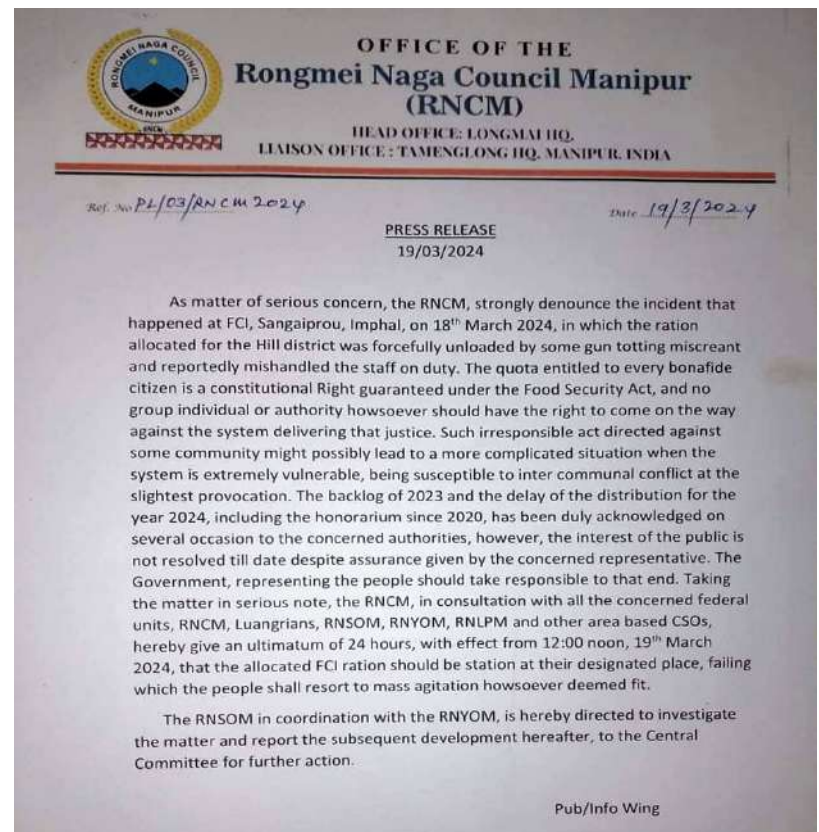 RONGMEI NAGA COUNCIL
MANIPUR
RNCM
OFFICE OF THE
Rongmei Naga Council Manipur
(RNCM)
HEAD OFFICE: LONGMAI HQ.
LIAISON OFFICE : TAMENGLONG HQ. MANIPUR. INDIA
Ref. No PL/03/RNCM 2024
Date 19/3/2024
PRESS RELEASE
19/03/2024
As matter of serious concern, the RNCM, strongly denounce the incident that
happened at FCI, Sangaiprou, Imphal, on 18th March 2024, in which the ration
allocated for the Hill district was forcefully unloaded by some gun totting miscreant
and reportedly mishandled the staff on duty. The quota entitled to every bonafide
citizen is a constitutional Right guaranteed under the Food Security Act, and no
group individual or authority howsoever should have the right to come on the way
against the system delivering that justice. Such irresponsible act directed against
some community might possibly lead to a more complicated situation when the
system is extremely vulnerable, being susceptible to inter communal conflict at the
slightest provocation. The backlog of 2023 and the delay of the distribution for the
year 2024, including the honorarium since 2020, has been duly acknowledged on
several occasion to the concerned authorities, however, the interest of the public is
not resolved till date despite assurance given by the concerned representative. The
Government, representing the people should take responsible to that end. Taking
the matter in serious note, the RNCM, in consultation with all the concerned federal
units, RNCM, Luangrians, RNSOM, RNYOM, RNLPM and other area based CSOs,
hereby give an ultimatum of 24 hours, with effect from 12:00 noon, 19th March
2024, that the allocated FCI ration should be station at their designated place, failing
which the people shall resort to mass agitation howsoever deemed fit.
The RNSOM in coordination with the RNYOM, is hereby directed to investigate
the matter and report the subsequent development hereafter, to the Central
Committee for further action.
Pub/Info Wing